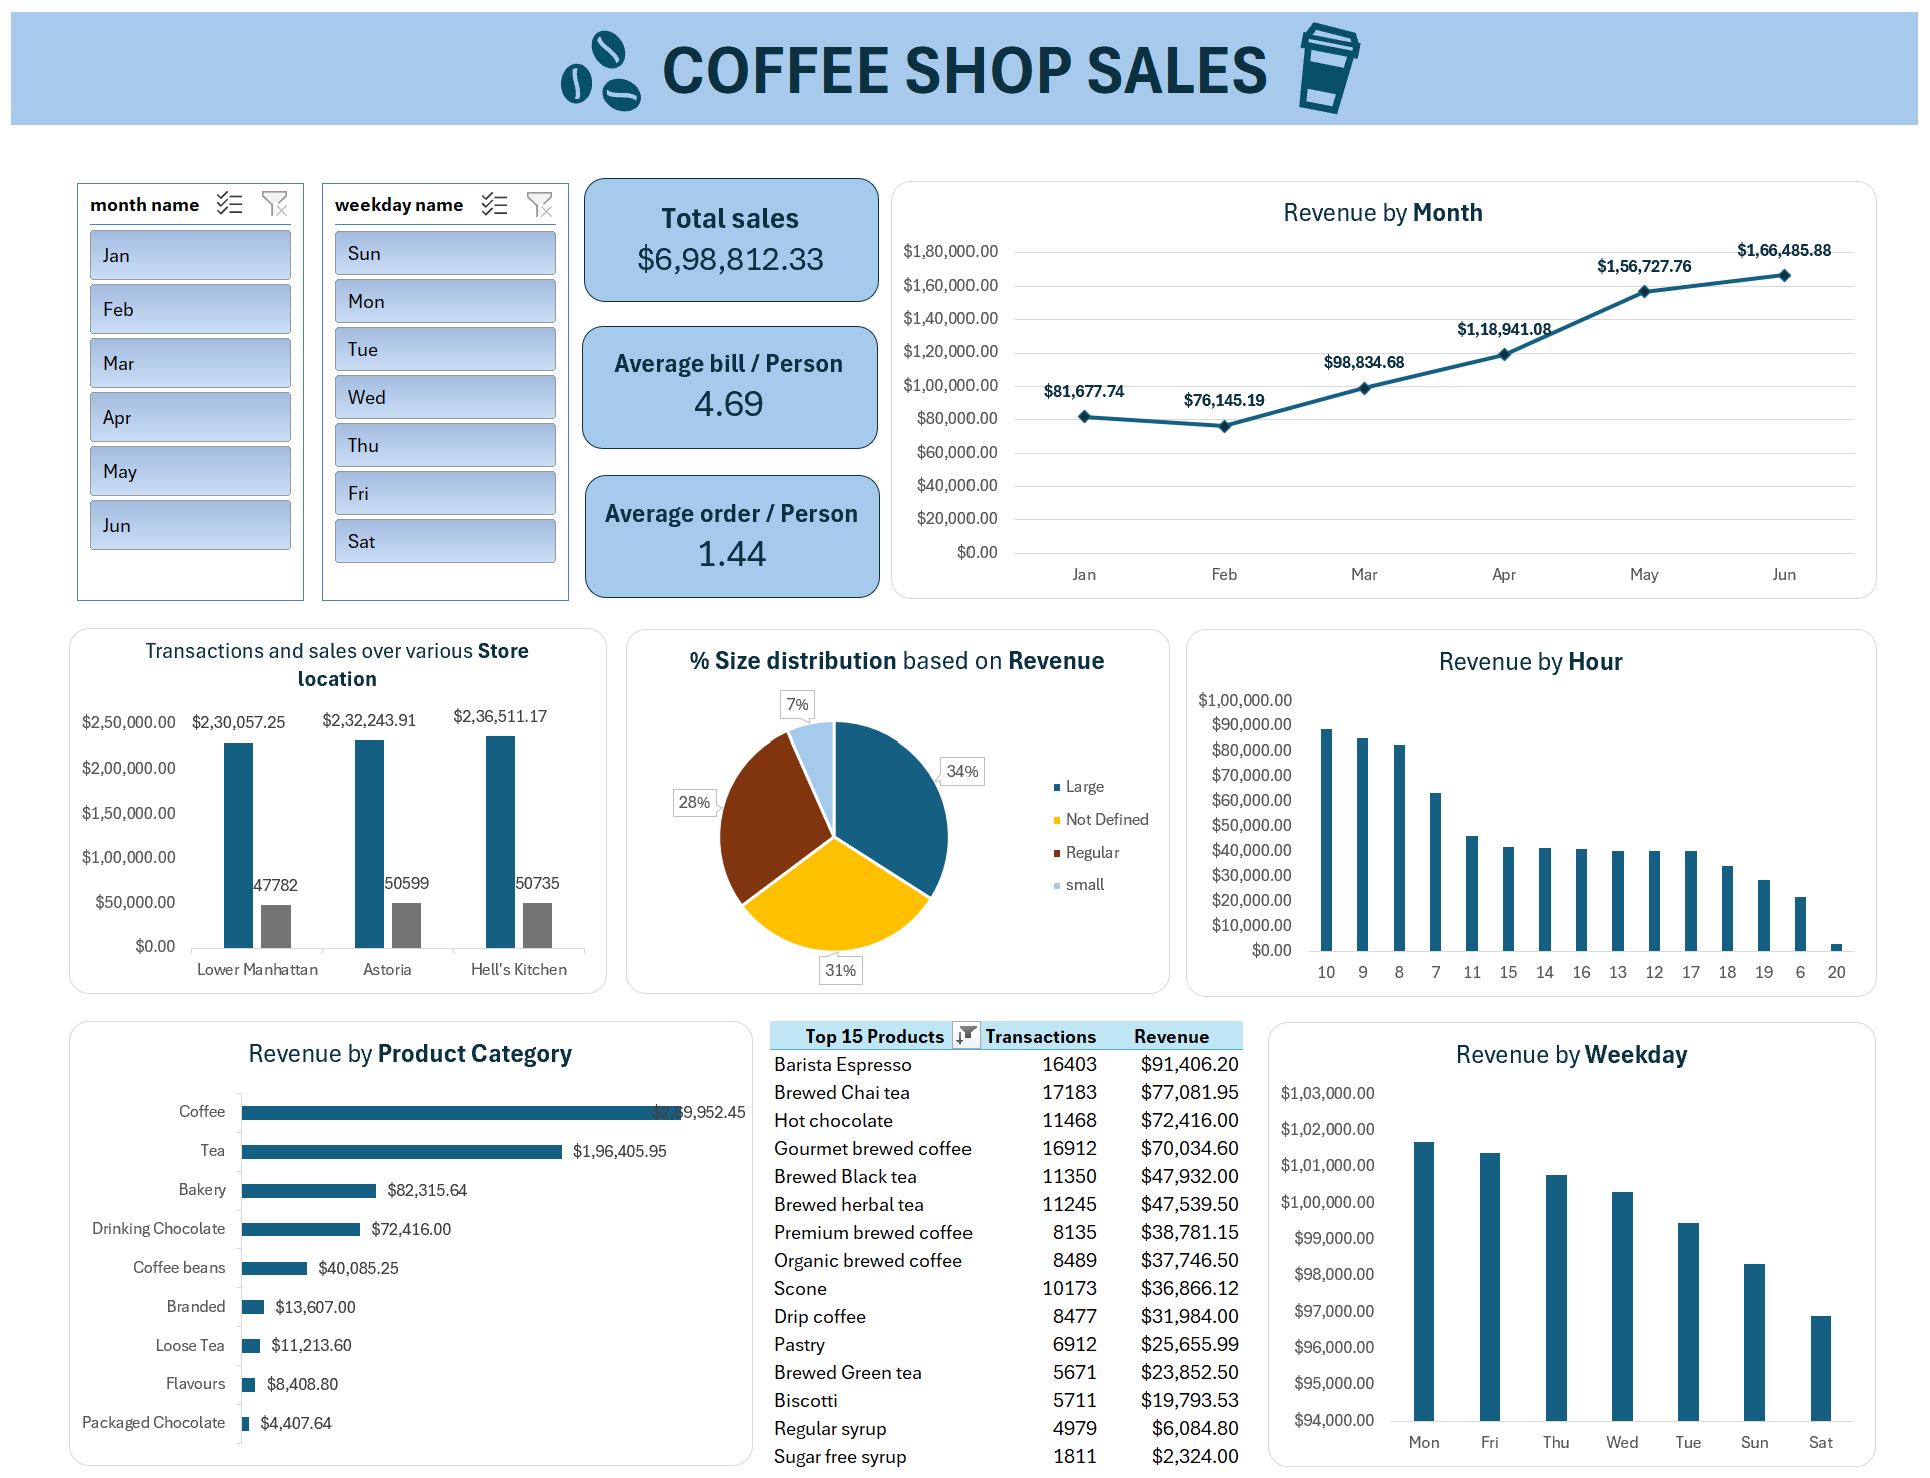 COFFEE SHOP SALES
month name
Jan
Feb
Mar
Apr
May
Jun
weekday name
Sun
Mon
Tue
Wed
Thu
Fri
Sat
Total sales
$6,98,812.33
Average bill / Person
4.69
Average order / Person
1.44
Revenue by Month
$1,80,000.00
$1,60,000.00
$1,40,000.00
$1,20,000.00
$1,00,000.00
$80,000.00
$60,000.00
$40,000.00
$20,000.00
$0.00
$81,677.74
$76,145.19
$98,834.68
$1,18,941.08
$1,56,727.76
$1,66,485.88
Jan Feb Mar Apr May Jun
Transactions and sales over various Store
location
$2,50,000.00
$2,00,000.00
$1,50,000.00
$1,00,000.00
$50,000.00
$0.00
$2,30,057.25 $2,32,243.91 $2,36,511.17
47782 50599 50735
Lower Manhattan Astoria Hell's Kitchen
% Size distribution based on Revenue
7%
34%
28%
31%
Large
Not Defined
Regular
small
Revenue by Hour
$1,00,000.00
$90,000.00
$80,000.00
$70,000.00
$60,000.00
$50,000.00
$40,000.00
$30,000.00
$20,000.00
$10,000.00
$0.00
10 9 8 7 11 15 14 16 13 12 17 18 19 6 20
Revenue by Product Category
Coffee $2,69,952.45
Tea $1,96,405.95
Bakery $82,315.64
Drinking Chocolate $72,416.00
Coffee beans $40,085.25
Branded $13,607.00
Loose Tea $11,213.60
Flavours $8,408.80
Packaged Chocolate $4,407.64
Top 15 Products Transactions Revenue
Barista Espresso 16403 $91,406.20
Brewed Chai tea 17183 $77,081.95
Hot chocolate 11468 $72,416.00
Gourmet brewed coffee 16912 $70,034.60
Brewed Black tea 11350 $47,932.00
Brewed herbal tea 11245 $47,539.50
Premium brewed coffee 8135 $38,781.15
Organic brewed coffee 8489 $37,746.50
Scone 10173 $36,866.12
Drip coffee 8477 $31,984.00
Pastry 6912 $25,655.99
Brewed Green tea 5671 $23,852.50
Biscotti 5711 $19,793.53
Regular syrup 4979 $6,084.80
Sugar free syrup 1811 $2,324.00
Revenue by Weekday
$1,03,000.00
$1,02,000.00
$1,01,000.00
$1,00,000.00
$99,000.00
$98,000.00
$97,000.00
$96,000.00
$95,000.00
$94,000.00
Mon Fri Thu Wed Tue Sun Sat